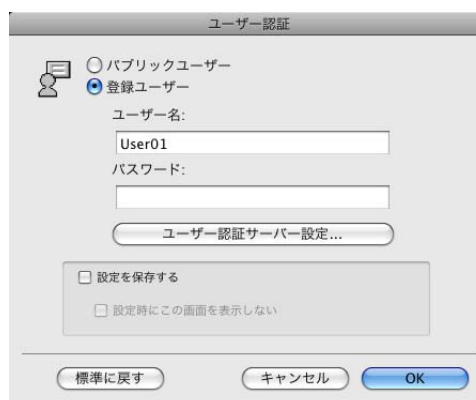 ユーザー認証
パブリックユーザー
登録ユーザー
ユーザー名:
User01
パスワード:
ユーザー認証サーバー設定...
設定を保存する
設定時にこの画面を表示しない
標準に戻す
キャンセル
OK